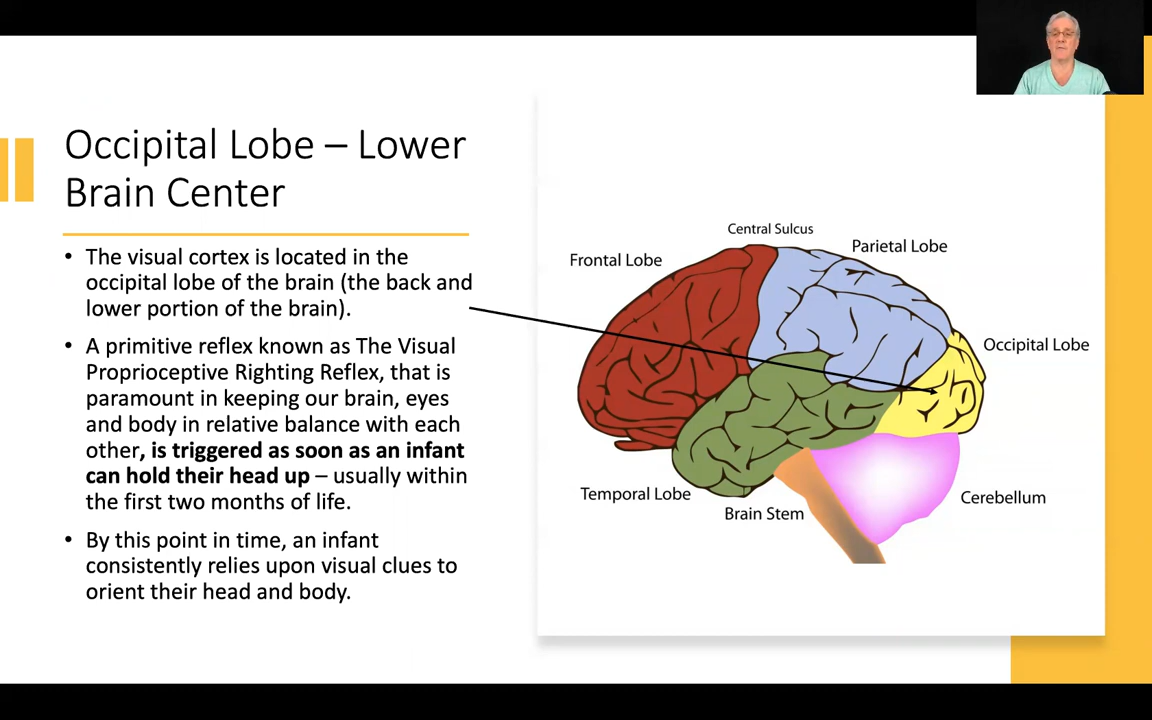 Occipital Lobe – Lower
Brain Center
• The visual cortex is located in the
occipital lobe of the brain (the back and
lower portion of the brain).
• A primitive reflex known as The Visual
Proprioceptive Righting Reflex, that is
paramount in keeping our brain, eyes
and body in relative balance with each
other, is triggered as soon as an infant
can hold their head up – usually within
the first two months of life.
• By this point in time, an infant
consistently relies upon visual clues to
orient their head and body.
Central Sulcus
Parietal Lobe
Frontal Lobe
Occipital Lobe
Temporal Lobe
Cerebellum
Brain Stem